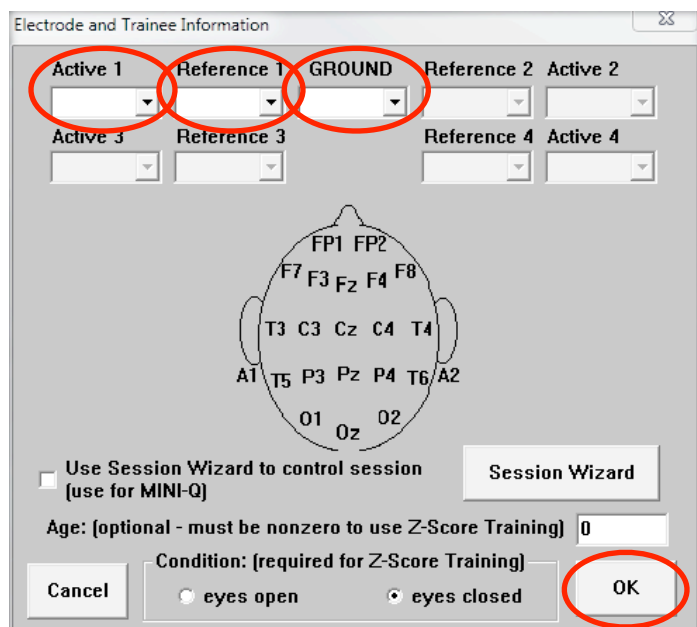 Electrode and Trainee Information
Active 1 Reference 1 GROUND Reference 2 Active 2
Active 3 Reference 3 Reference 4 Active 4
FP1 FP2
F7 F3 Fz F4 F8
T3 C3 Cz C4 T4
A1 T5 P3 Pz P4 T6 A2
O1 Oz O2
Use Session Wizard to control session
(use for MINI-Q)
Session Wizard
Age: (optional - must be nonzero to use Z-Score Training) 0
Condition: (required for Z-Score Training)
Cancel eyes open eyes closed OK